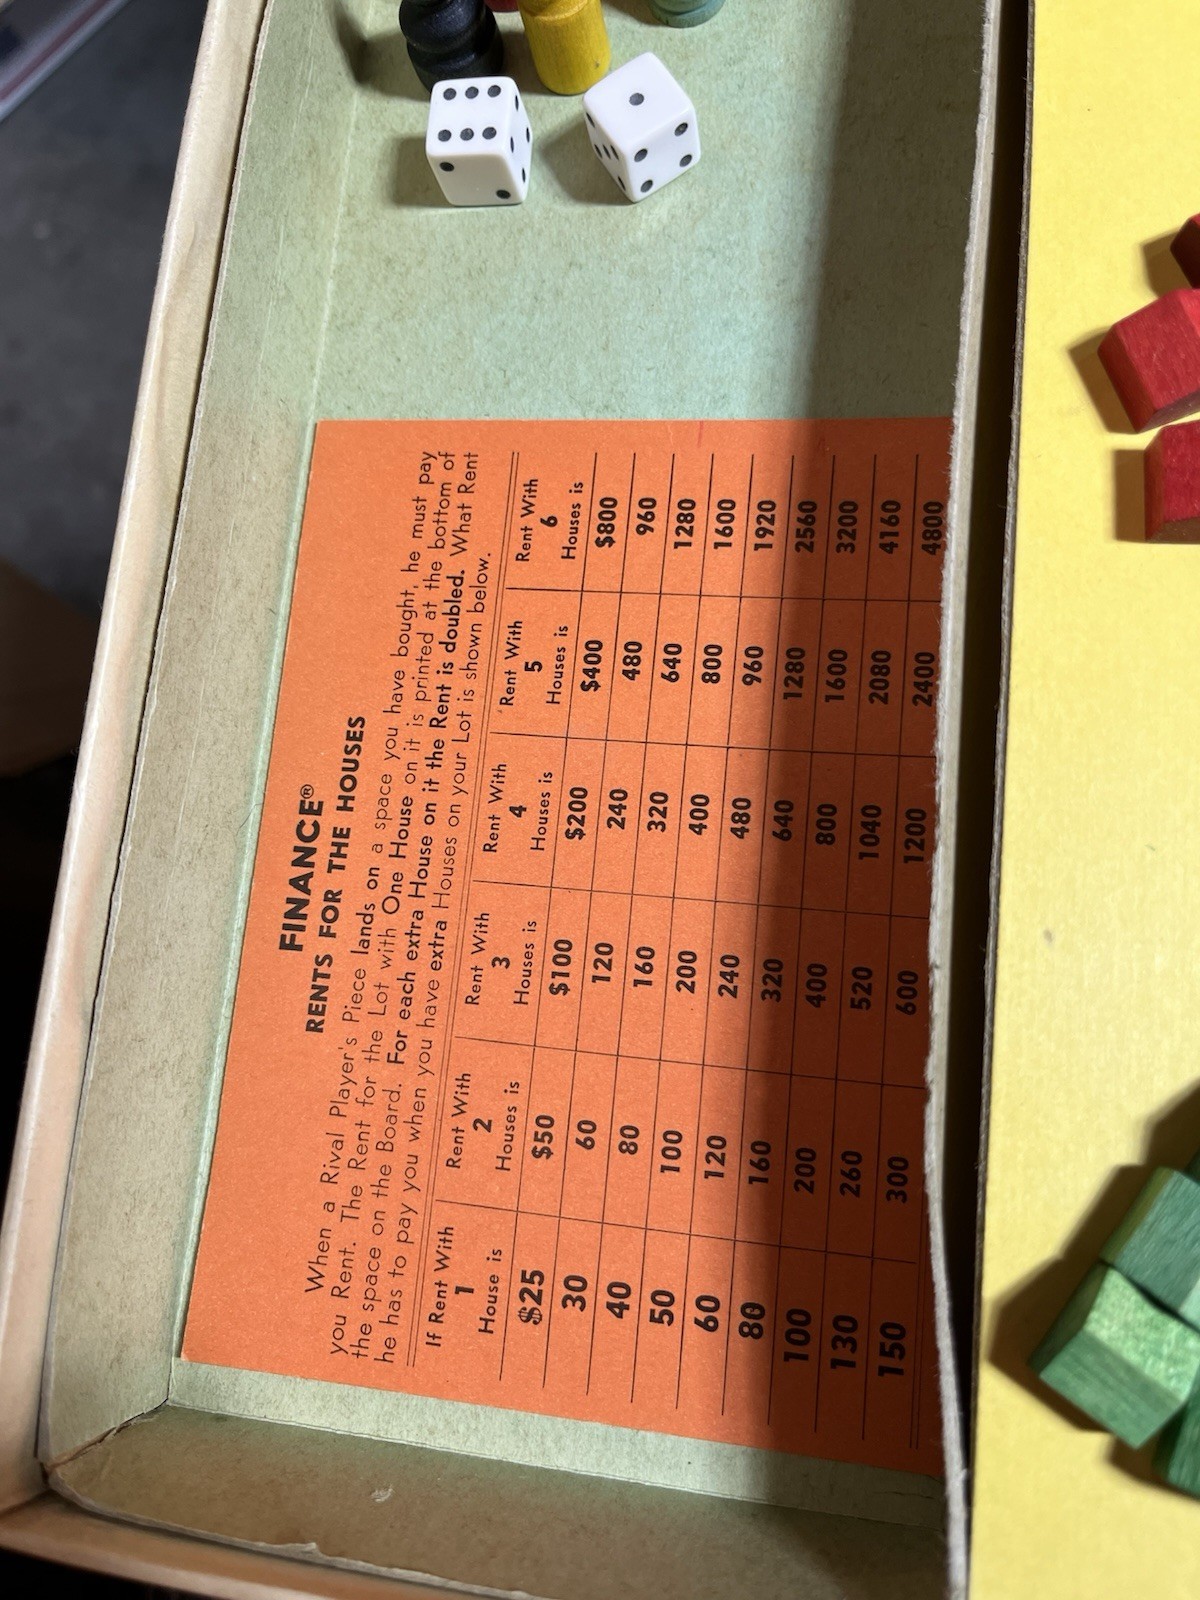 FINANCE®
RENTS FOR THE HOUSES
When a Rival Player's Piece lands on a space you have bought, he must pay
you Rent. The Rent for the Lot with One House on it is printed at the bottom of
the space on the Board. For each extra House on it the Rent is doubled. What Rent
he has to pay you when you have extra Houses on your Lot is shown below.
If Rent With 1 House is Rent With 2 Houses is Rent With 3 Houses is Rent With 4 Houses is Rent With 5 Houses is Rent With 6 Houses is
$25 $50 $100 $200 $400 $800
30 60 120 240 480 960
40 80 160 320 640 1280
50 100 200 400 800 1600
60 120 240 480 960 1920
80 160 320 640 1280 2560
100 200 400 800 1600 3200
130 260 520 1040 2080 4160
150 300 600 1200 2400 4800